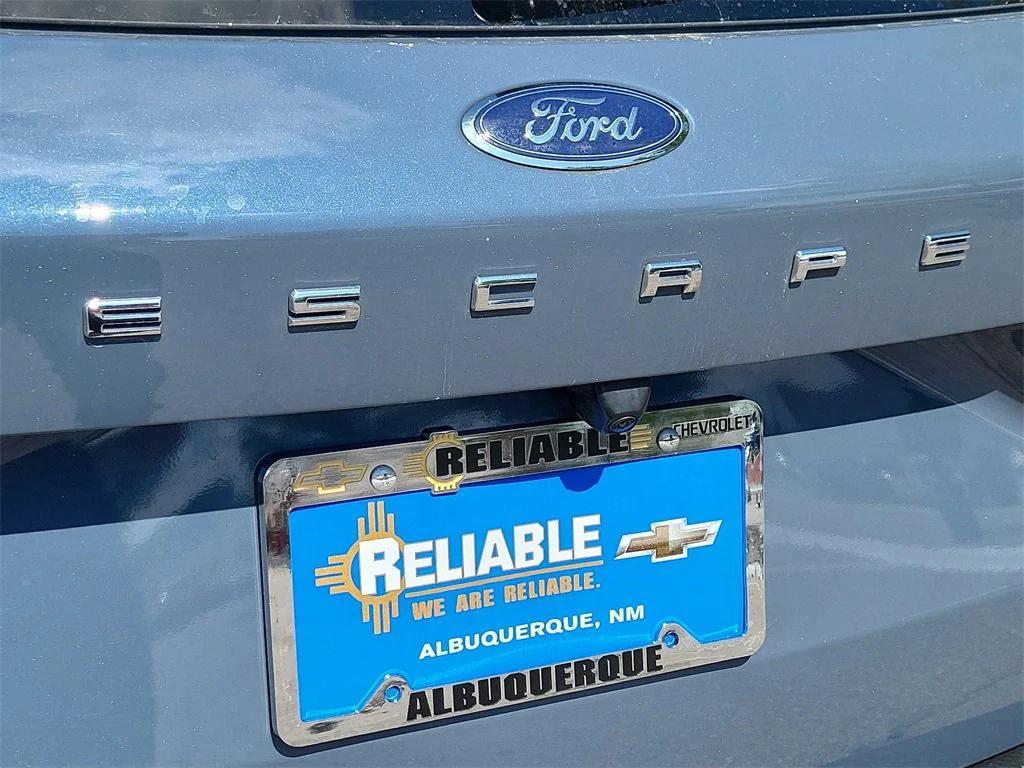 Ford
ESCAPE
RELIABLE CHEVROLET
RELIABLE
WE ARE RELIABLE.
ALBUQUERQUE, NM
ALBUQUERQUE